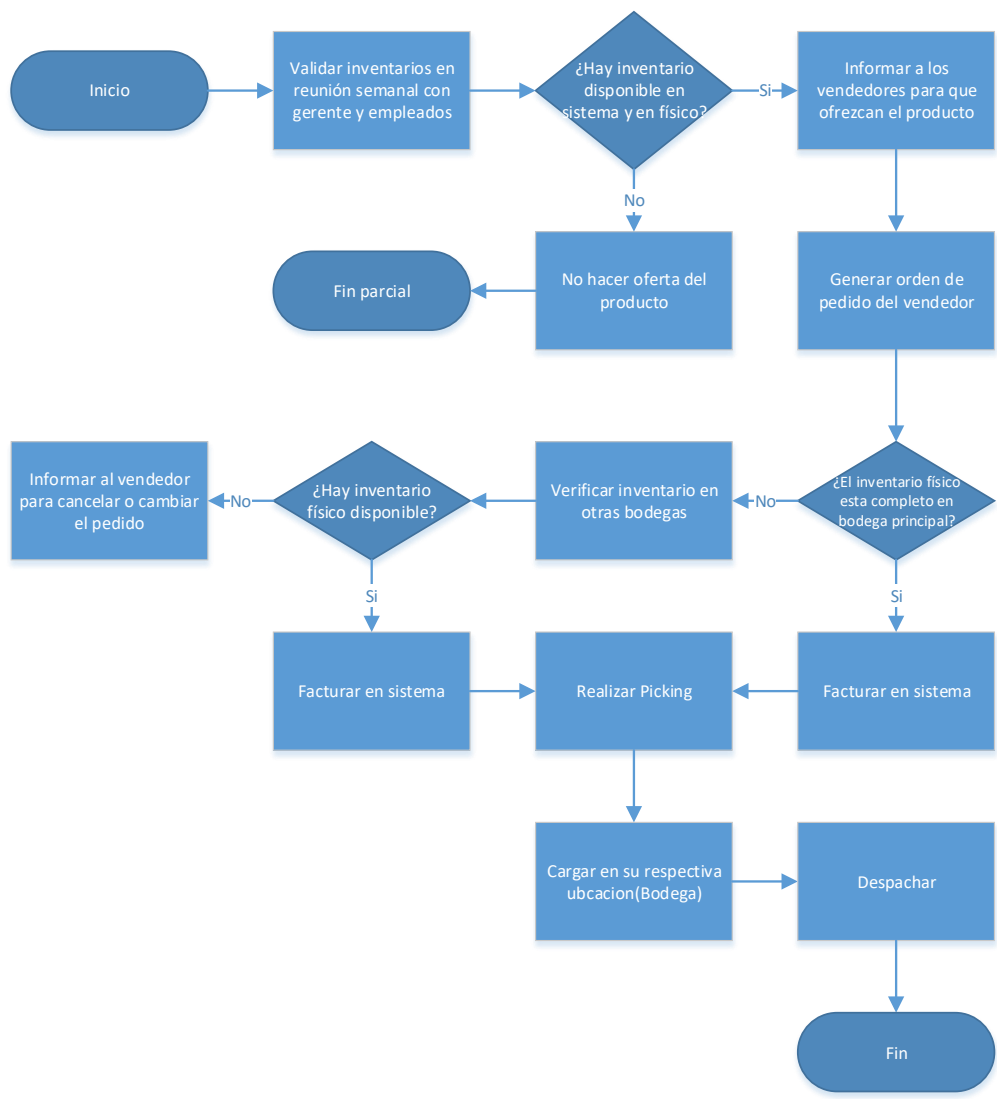 Inicio
Validar inventarios en
reunión semanal con
gerente y empleados
¿Hay inventario
disponible en
sistema y en físico?
Si
Informar a los
vendedores para que
ofrezcan el producto
No
Fin parcial
No hacer oferta del
producto
Generar orden de
pedido del vendedor
Informar al vendedor
para cancelar o cambiar
el pedido
No
¿Hay inventario
físico disponible?
Verificar inventario en
otras bodegas
No
¿El inventario físico
esta completo en
bodega principal?
Si
Si
Facturar en sistema
Realizar Picking
Facturar en sistema
Cargar en su respectiva
ubcacion(Bodega)
Despachar
Fin